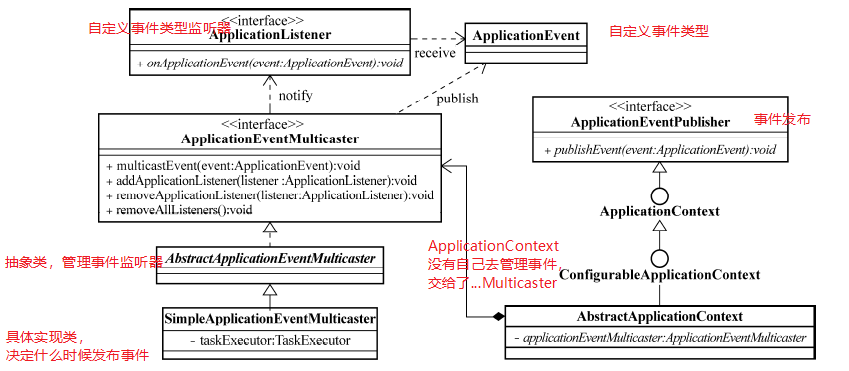 自定义事件类型监听器
<<interface>>
ApplicationListener
+ onApplicationEvent(event:ApplicationEvent):void
receive
ApplicationEvent
自定义事件类型
notify
publish
<<interface>>
ApplicationEventMulticaster
+ multicastEvent(event:ApplicationEvent):void
+ addApplicationListener(listener :ApplicationListener):void
+ removeApplicationListener(listener:ApplicationListener):void
+ removeAllListeners():void
<<interface>>
ApplicationEventPublisher
事件发布
+ publishEvent(event:ApplicationEvent):void
ApplicationContext
抽象类，管理事件监听器
AbstractApplicationEventMulticaster
ApplicationContext
没有自己去管理事件，
交给了...Multicaster
ConfigurableApplicationContext
具体实现类，
决定什么时候发布事件
SimpleApplicationEventMulticaster
- taskExecutor:TaskExecutor
AbstractApplicationContext
- applicationEventMulticaster:ApplicationEventMulticaster